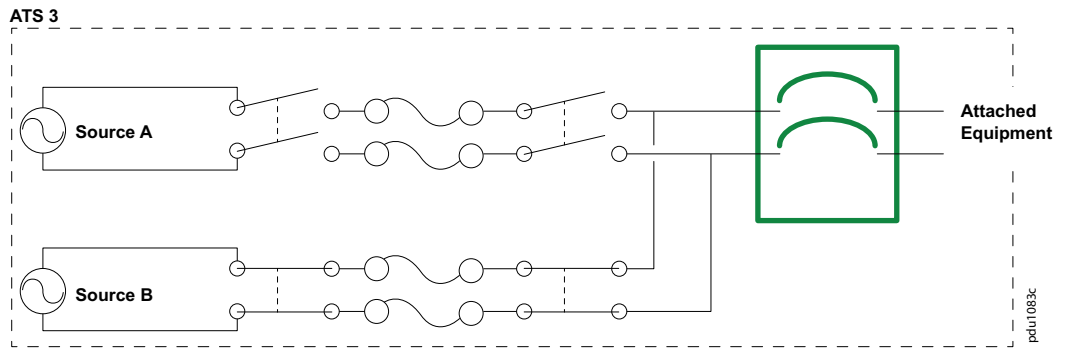 ATS 3
Source A
Attached
Equipment
Source B
pdu1083c